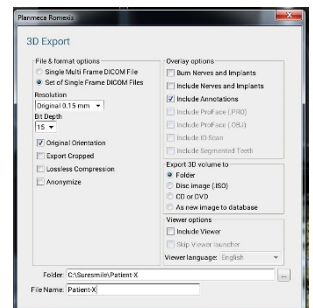 Planmeca Romexis
3D Export
File & format options
Single Multi Frame DICOM File
Set of Single Frame DICOM Files
Resolution
Original 0.15 mm
Bit Depth
15
Original Orientation
Export Cropped
Lossless Compression
Anonymize
Overlay options
Burn Nerves and Implants
Include Nerves and Implants
Include Annotations
Include ProFace (.PRO)
Include ProFace (.OBJ)
Include IO Scan
Include Segmented Teeth
Export 3D volume to
Folder
Disc image (.ISO)
CD or DVD
As new image to database
Viewer options
Include Viewer
Skip Viewer launcher
Viewer language: English
Folder: C:\Suresmile\Patient-X
...
File Name: Patient-X